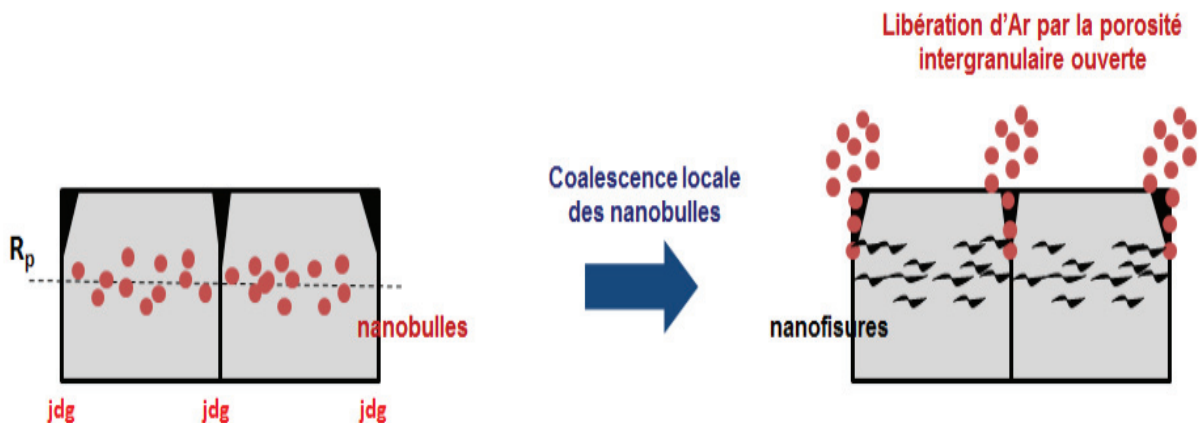 Libération d'Ar par la porosité
intergranulaire ouverte
Coalescence locale
des nanobulles
Rp
nanobulles
nanofisures
jdg
jdg
jdg